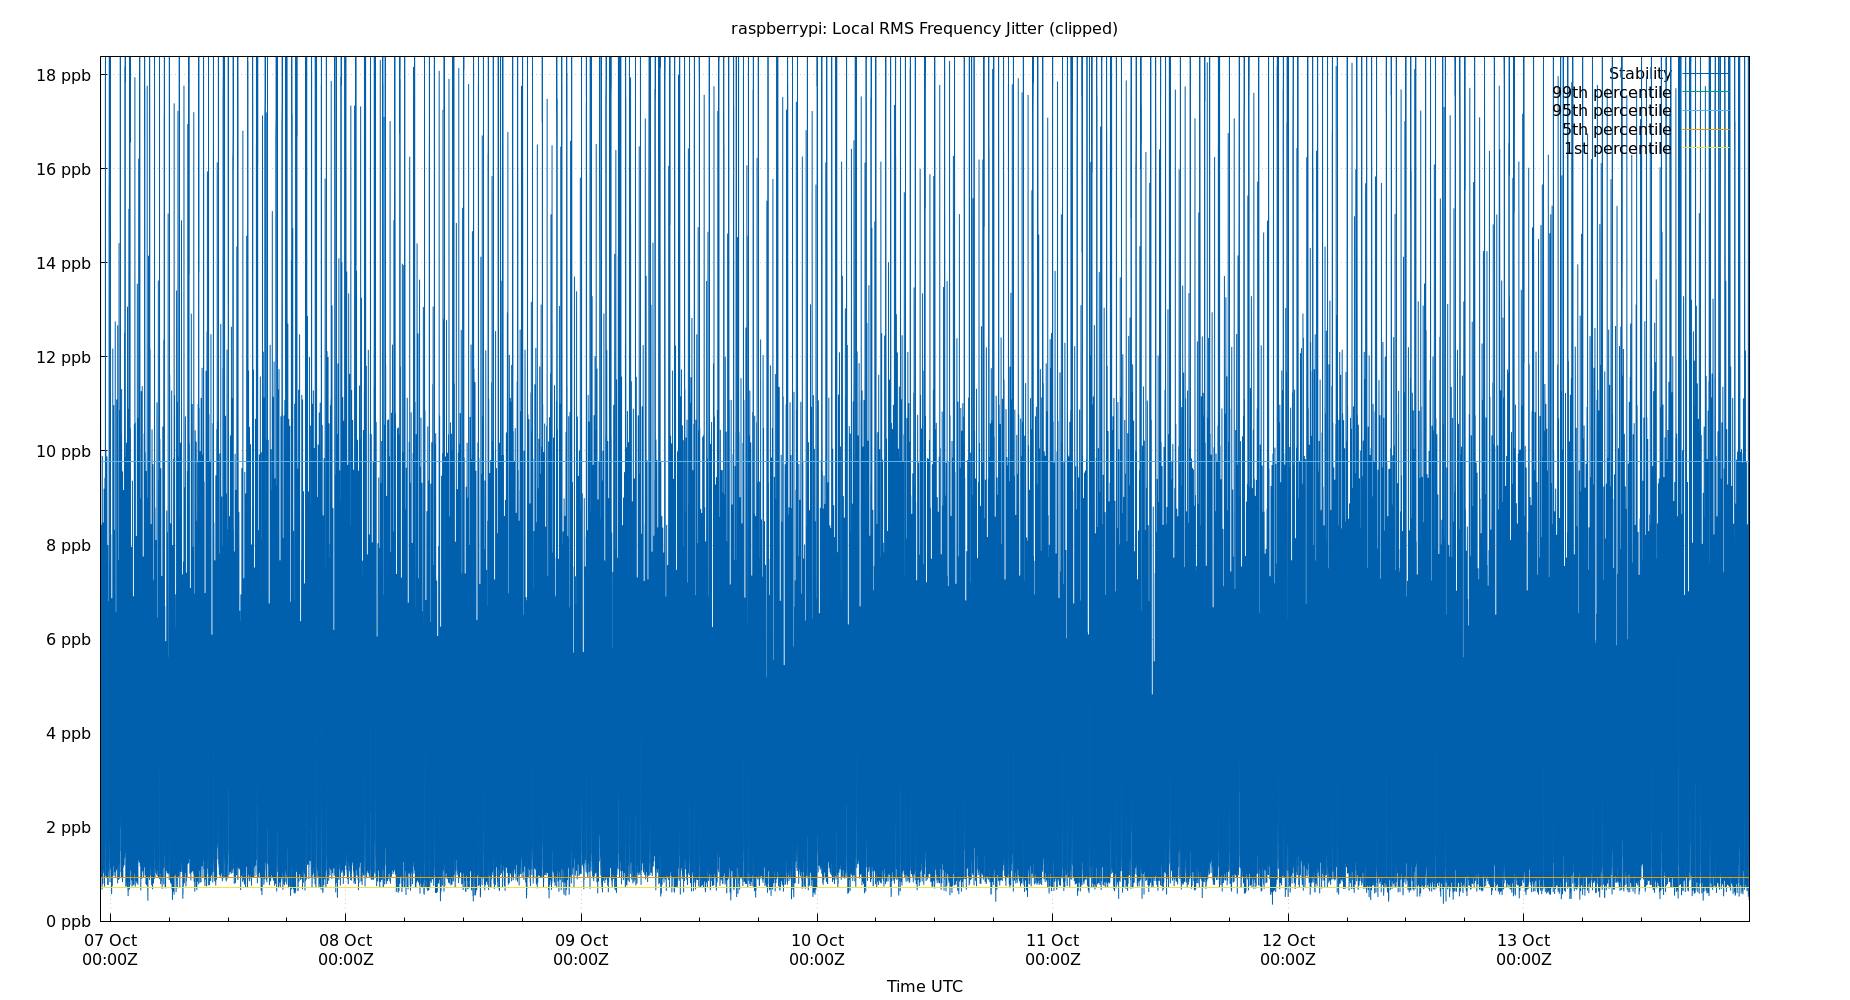 raspberrypi: Local RMS Frequency Jitter (clipped)
18 ppb
16 ppb
14 ppb
12 ppb
10 ppb
8 ppb
6 ppb
4 ppb
2 ppb
0 ppb
Stability
99th percentile
95th percentile
5th percentile
1st percentile
07 Oct 08 Oct 09 Oct 10 Oct 11 Oct 12 Oct 13 Oct
00:00Z 00:00Z 00:00Z 00:00Z 00:00Z 00:00Z 00:00Z
Time UTC